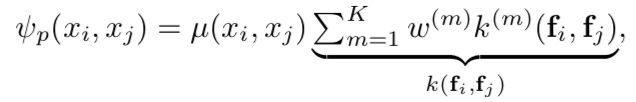 ψ_p(x_i, x_j) = μ(x_i, x_j) ∑_{m=1}^{K} w^{(m)} k^{(m)}(f_i, f_j),
k(f_i,f_j)